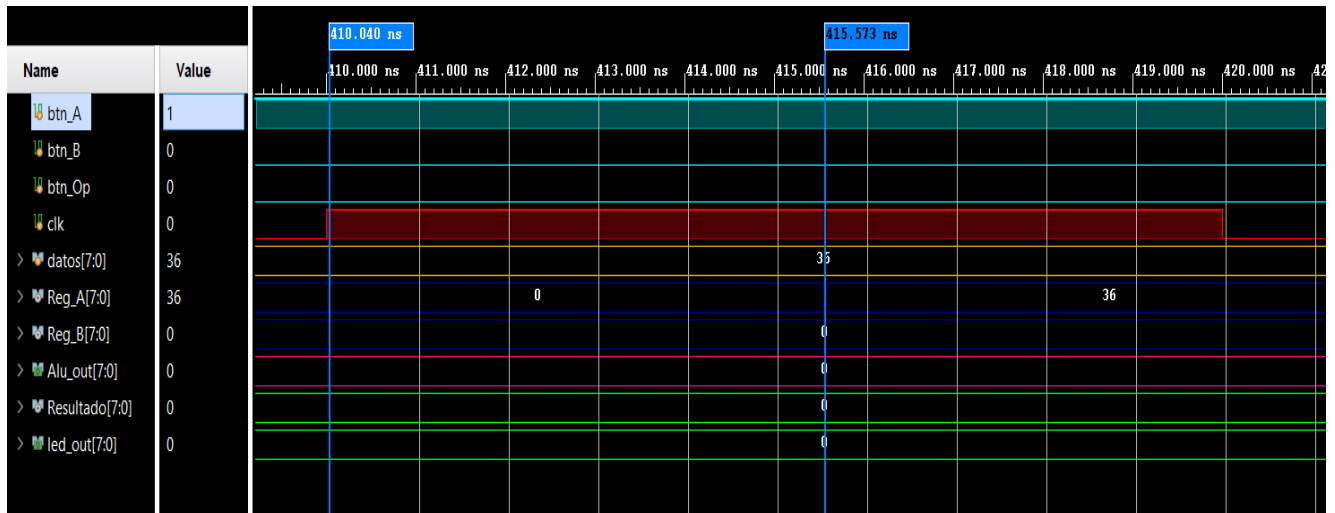 410.040 ns 415.573 ns
Name Value 410.000 ns 411.000 ns 412.000 ns 413.000 ns 414.000 ns 415.000 ns 416.000 ns 417.000 ns 418.000 ns 419.000 ns 420.000 ns 42
btn_A 1
btn_B 0
btn_Op 0
clk 0
datos[7:0] 36 36
Reg_A[7:0] 36 0 36
Reg_B[7:0] 0 0
Alu_out[7:0] 0 0
Resultado[7:0] 0 0
led_out[7:0] 0 0